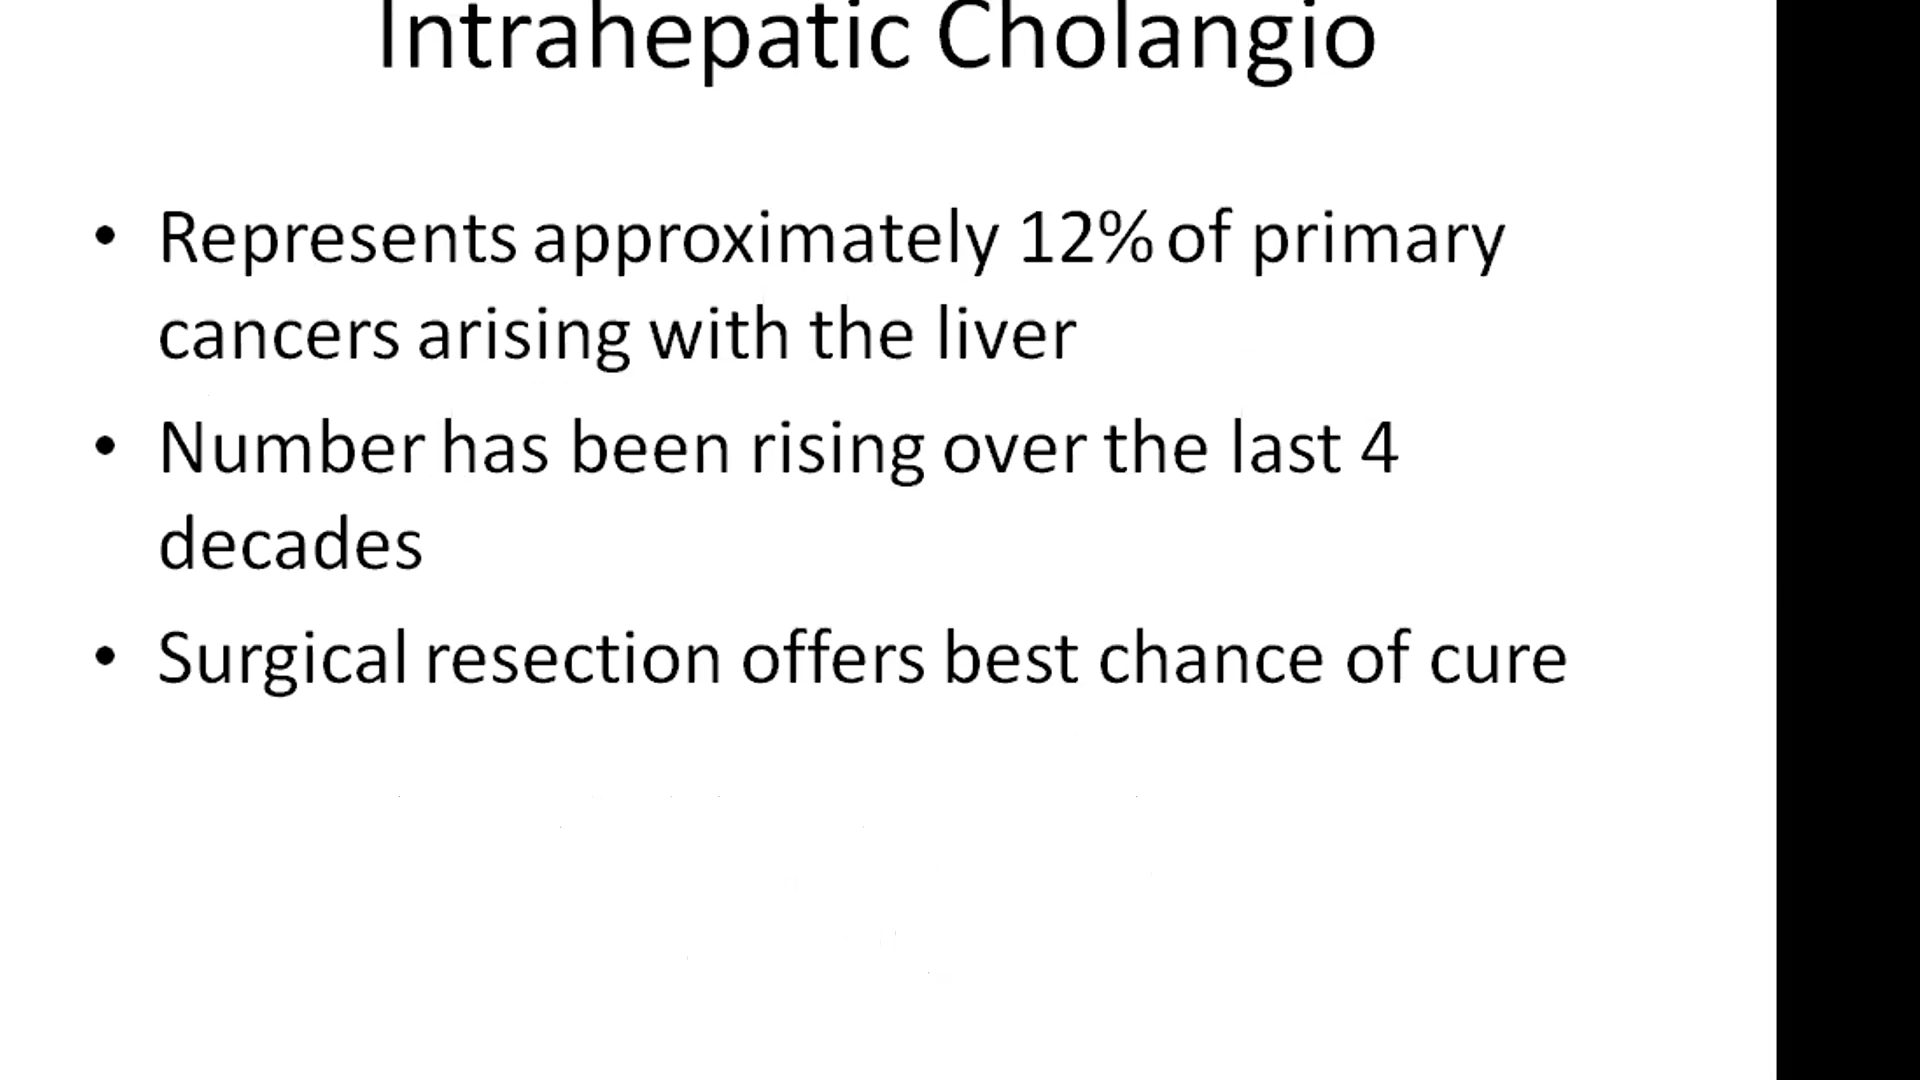 Intrahepatic Cholangio
• Represents approximately 12% of primary
cancers arising with the liver
• Number has been rising over the last 4
decades
• Surgical resection offers best chance of cure